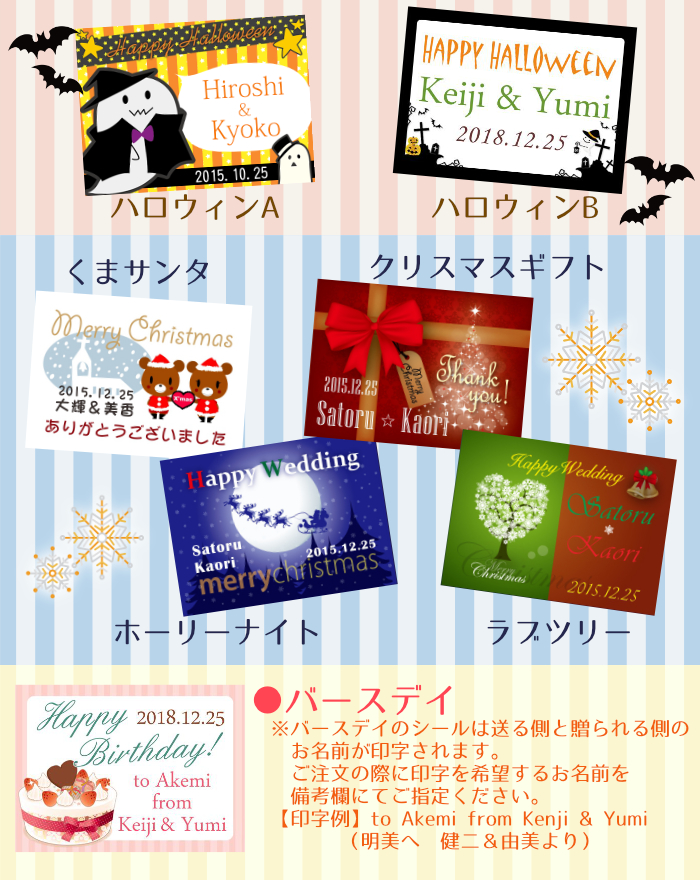 Happy Halloween
Hiroshi
&
Kyoko
2015. 10. 25
ハロウィンA
HAPPY HALLOWEEN
Keiji & Yumi
2018.12.25
ハロウィンB
くまサンタ
Merry Christmas
2015.12.25
大輝&美香
X'mas
ありがとうございました
クリスマスギフト
Merry Christmas
Thank you!
2015.12.25
Satoru ☆ Kaori
Happy Wedding
Satoru
Kaori
2015.12.25
merrychristmas
ホーリーナイト
Happy Wedding
Satoru
Kaori
Merry
Christmas
2015.12.25
ラブツリー
Happy 2018.12.25
Birthday!
to Akemi
from
Keiji & Yumi
●バースデイ
※バースデイのシールは送る側と贈られる側の
お名前が印字されます。
ご注文の際に印字を希望するお名前を
備考欄にてご指定ください。
【印字例】to Akemi from Kenji & Yumi
(明美へ 健二&由美より)